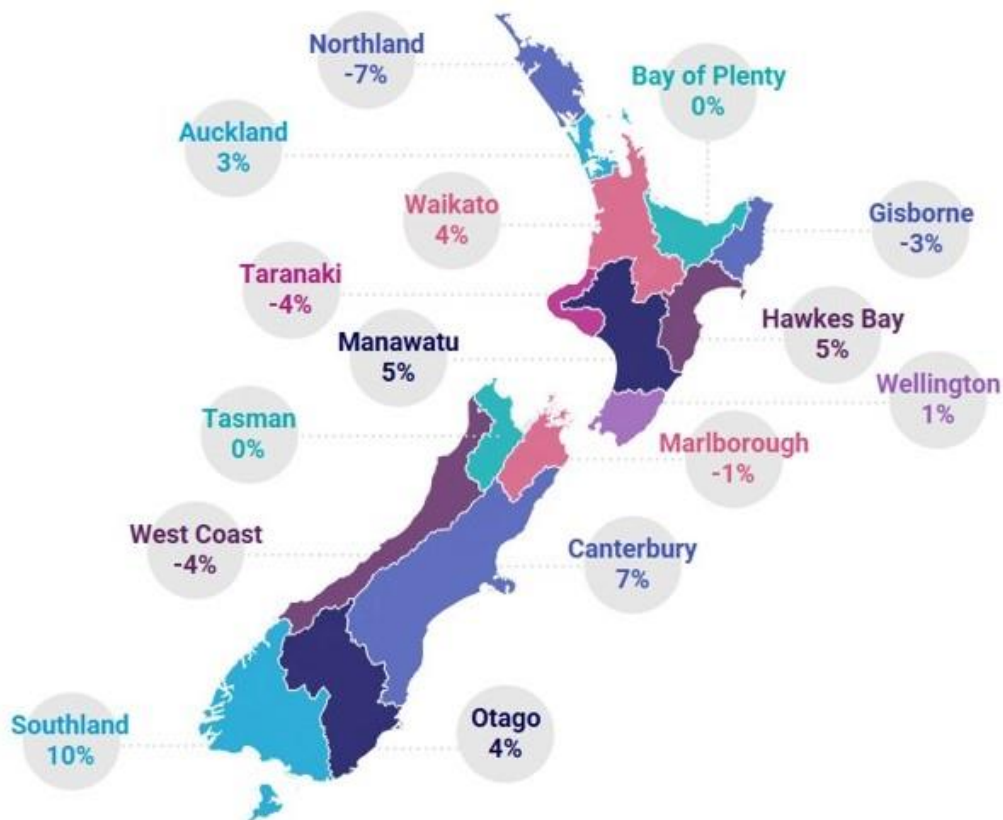 Northland
-7%
Bay of Plenty
0%
Auckland
3%
Waikato
4%
Gisborne
-3%
Taranaki
-4%
Hawkes Bay
5%
Manawatu
5%
Wellington
1%
Tasman
0%
Marlborough
-1%
West Coast
-4%
Canterbury
7%
Southland
10%
Otago
4%